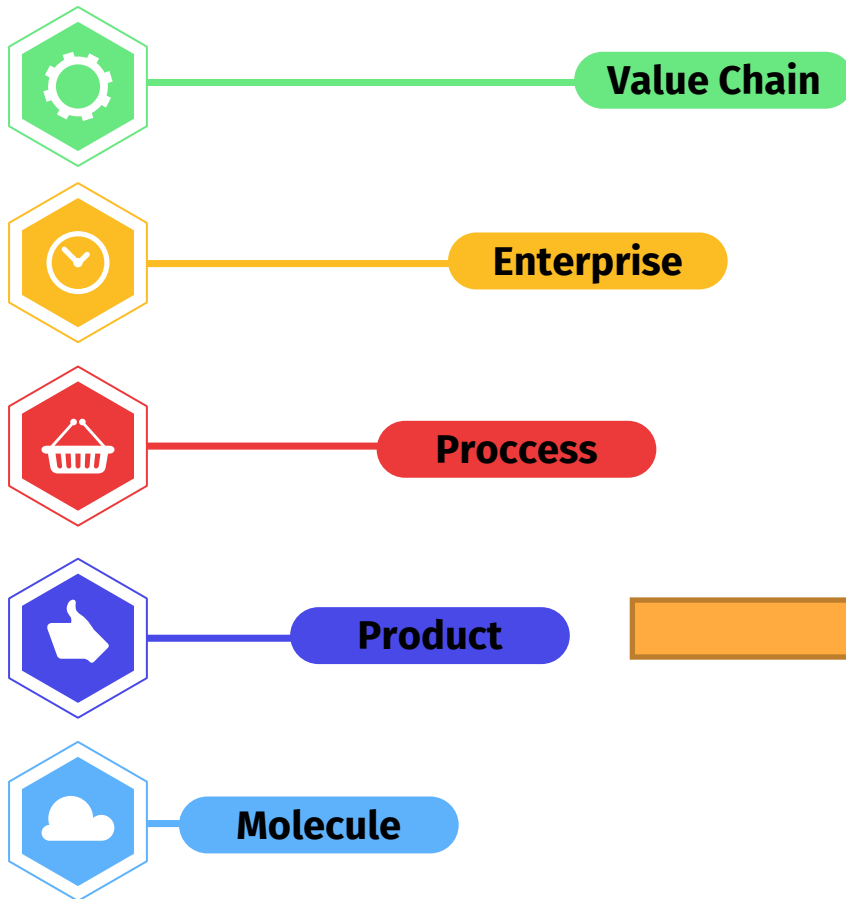 Value Chain
Enterprise
Proccess
Product
Molecule